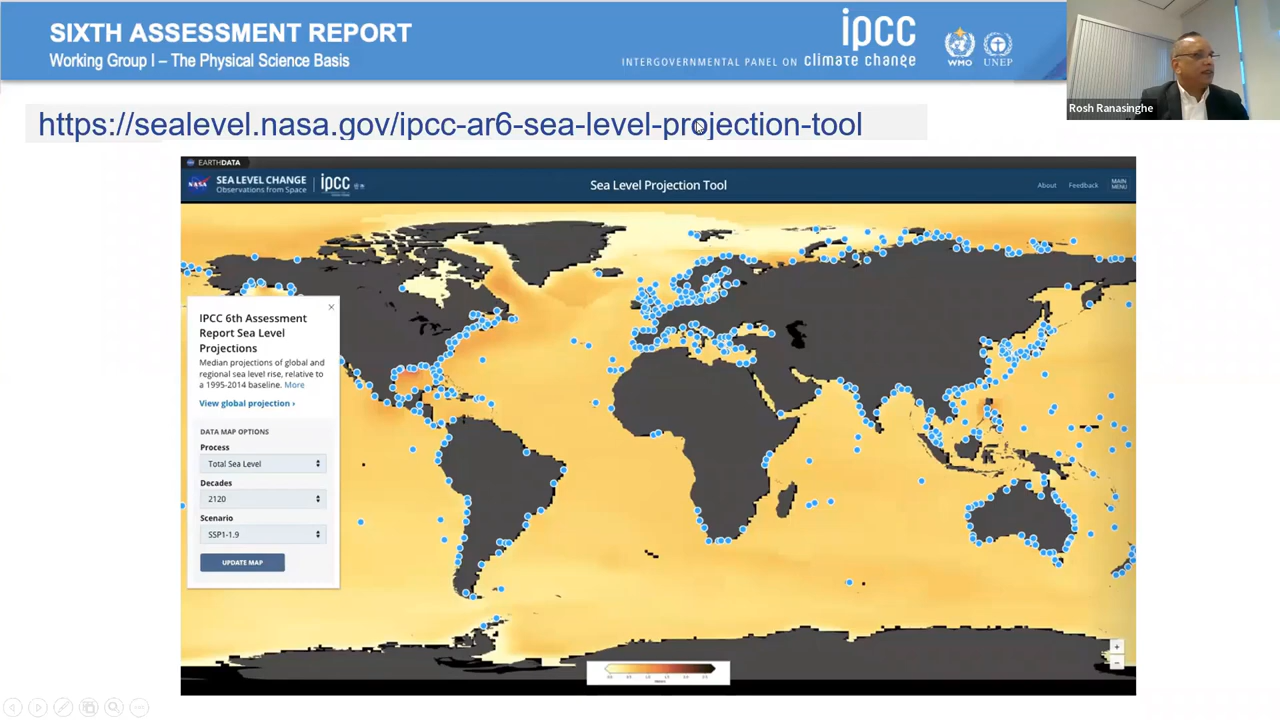 SIXTH ASSESSMENT REPORT
Working Group I – The Physical Science Basis
ipcc
INTERGOVERNMENTAL PANEL ON climate change
WMO
UNEP
Rosh Ranasinghe
https://sealevel.nasa.gov/ipcc-ar6-sea-level-projection-tool
EARTHDATA
NASA
SEA LEVEL CHANGE
Observations from Space
ipcc
Sea Level Projection Tool
About
Feedback
MAIN
MENU
IPCC 6th Assessment
Report Sea Level
Projections
Median projections of global and
regional sea level rise, relative to
a 1995-2014 baseline. More
View global projection ›
DATA MAP OPTIONS
Process
Total Sea Level
Decades
2120
Scenario
SSP1-1.9
UPDATE MAP
+
−